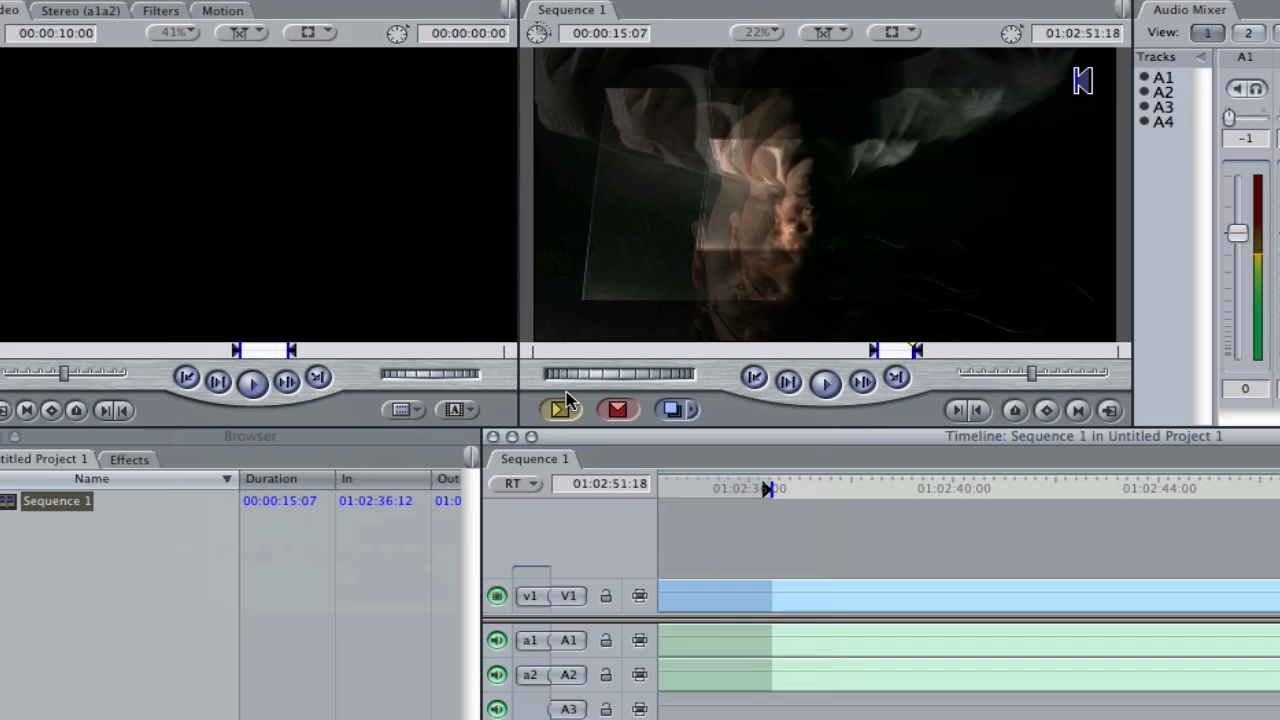 deo Stereo (a1a2) Filters Motion
00:00:10:00 41% 00:00:00:00
Sequence 1
00:00:15:07 22% 01:02:51:18
Audio Mixer
View: 1 2
Tracks A1
A1
A2
A3
A4
-1
0
A
Browser
titled Project 1 Effects
Name Duration In Out
Sequence 1 00:00:15:07 01:02:36:12 01:0
Timeline: Sequence 1 in Untitled Project 1
Sequence 1
RT 01:02:51:18 01:02:3 00 01:02:40:00 01:02:44:00
v1 V1
a1 A1
a2 A2
A3